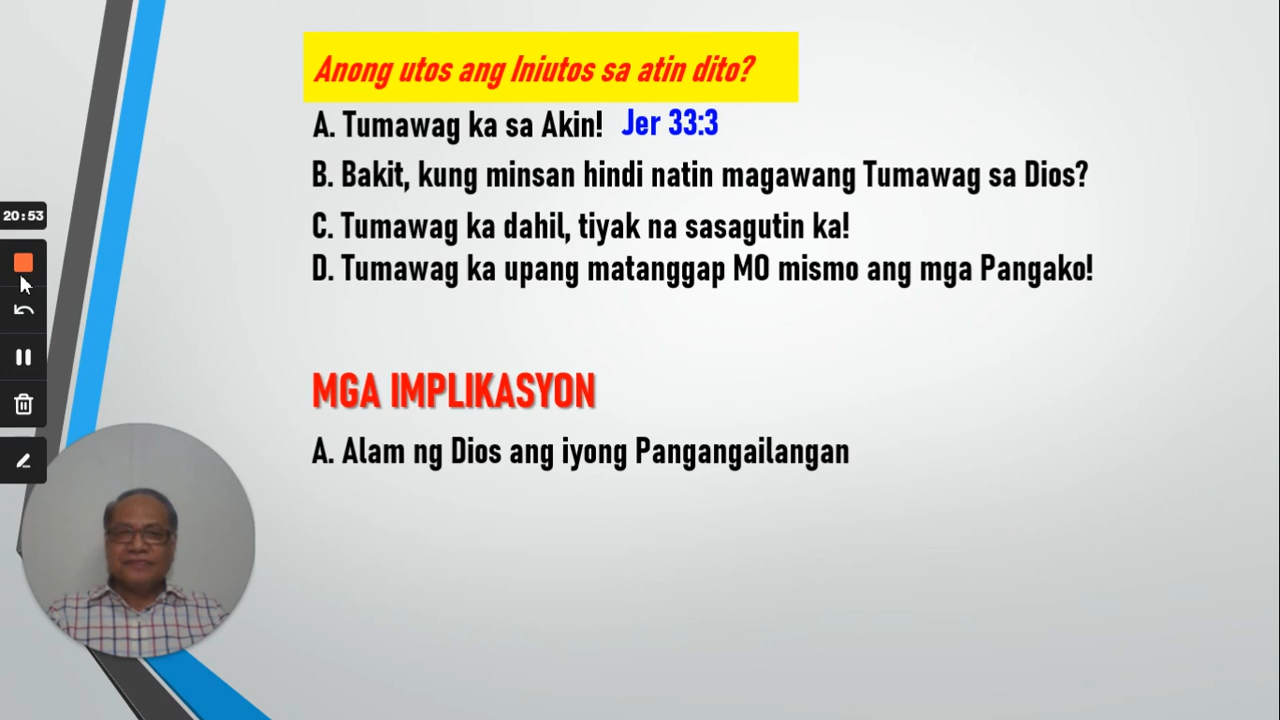 Anong utos ang Iniutos sa atin dito?
A. Tumawag ka sa Akin! Jer 33:3
B. Bakit, kung minsan hindi natin magawang Tumawag sa Dios?
C. Tumawag ka dahil, tiyak na sasagutin ka!
D. Tumawag ka upang matanggap MO mismo ang mga Pangako!
20:53
MGA IMPLIKASYON
A. Alam ng Dios ang iyong Pangangailangan